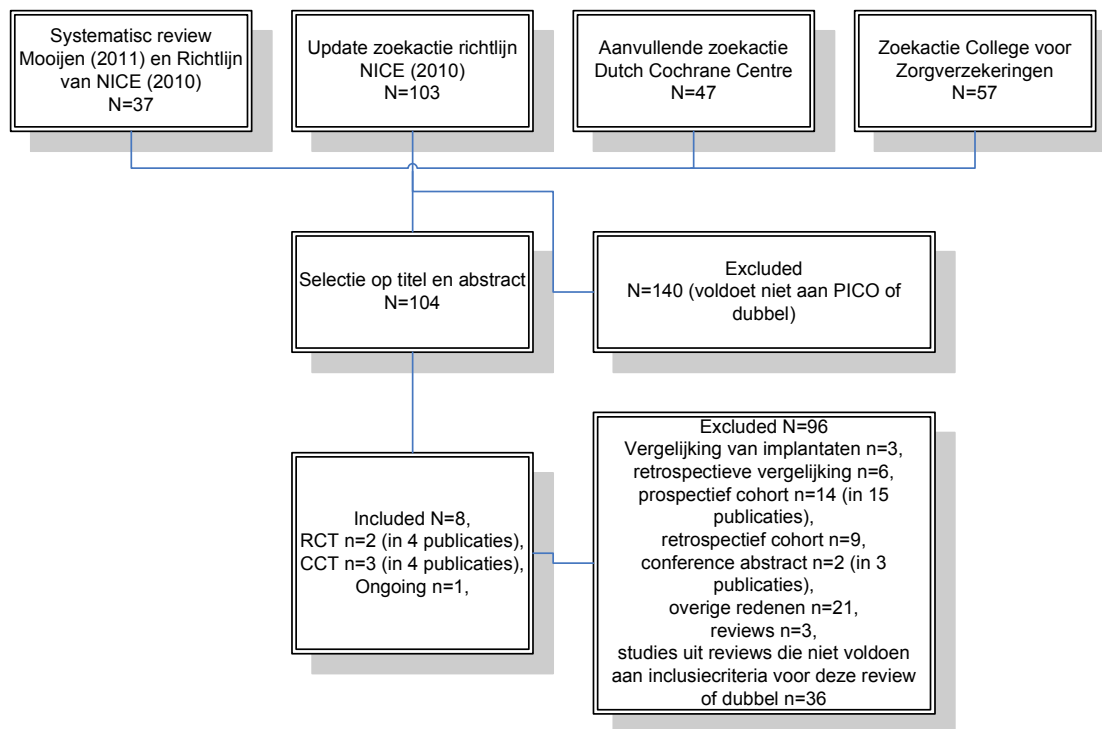 Systematisc review
Mooijen (2011) en Richtlijn
van NICE (2010)
N=37
Update zoekactie richtlijn
NICE (2010)
N=103
Aanvullende zoekactie
Dutch Cochrane Centre
N=47
Zoekactie College voor
Zorgverzekeringen
N=57
Selectie op titel en abstract
N=104
Excluded
N=140 (voldoet niet aan PICO of
dubbel)
Included N=8,
RCT n=2 (in 4 publicaties),
CCT n=3 (in 4 publicaties),
Ongoing n=1,
Excluded N=96
Vergelijking van implantaten n=3,
retrospectieve vergelijking n=6,
prospectief cohort n=14 (in 15
publicaties),
retrospectief cohort n=9,
conference abstract n=2 (in 3
publicaties),
overige redenen n=21,
reviews n=3,
studies uit reviews die niet voldoen
aan inclusiecriteria voor deze review
of dubbel n=36